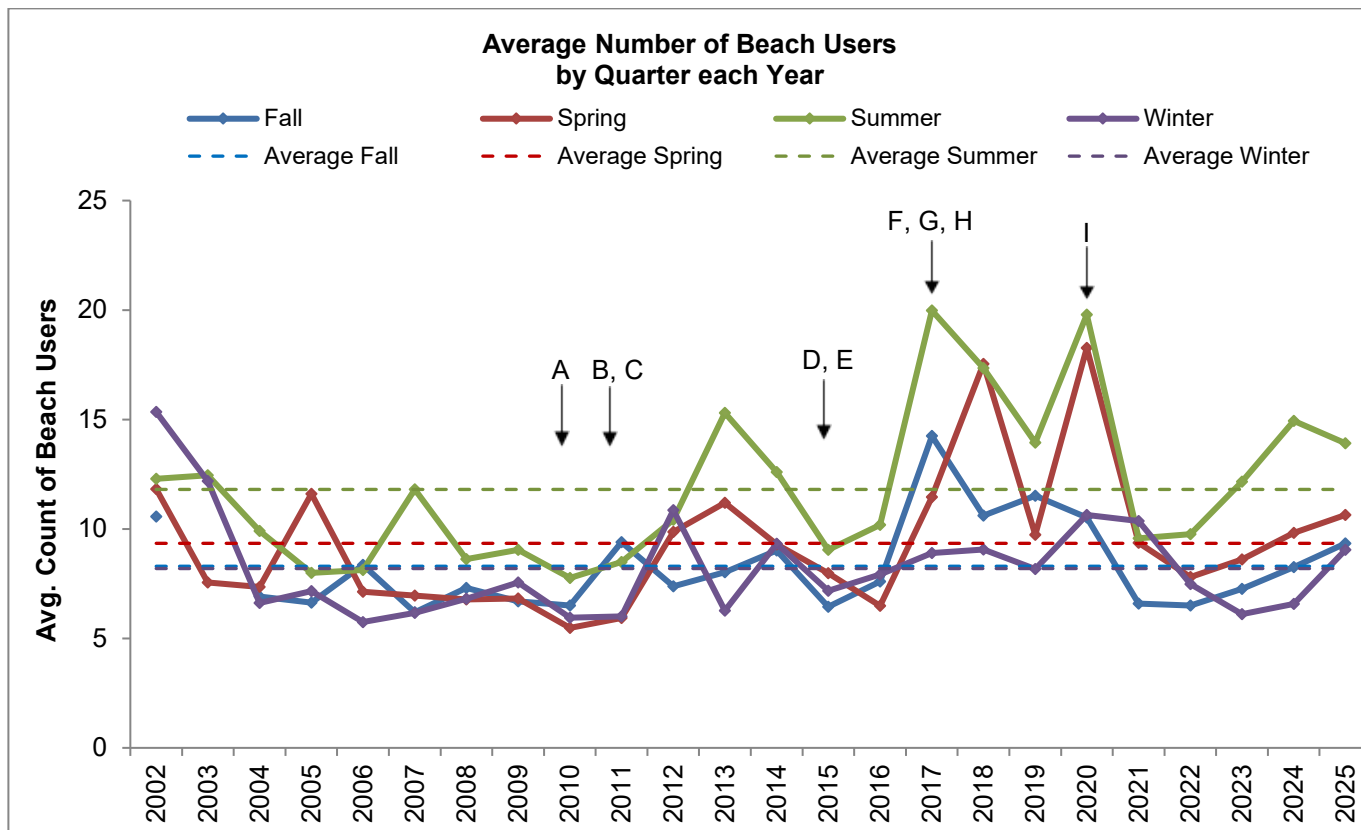 Average Number of Beach Users
by Quarter each Year
Fall Spring Summer Winter
Average Fall Average Spring Average Summer Average Winter
Avg. Count of Beach Users
25
20
15
10
5
0
A
B, C
D, E
F, G, H
I
2002 2003 2004 2005 2006 2007 2008 2009 2010 2011 2012 2013 2014 2015 2016 2017 2018 2019 2020 2021 2022 2023 2024 2025